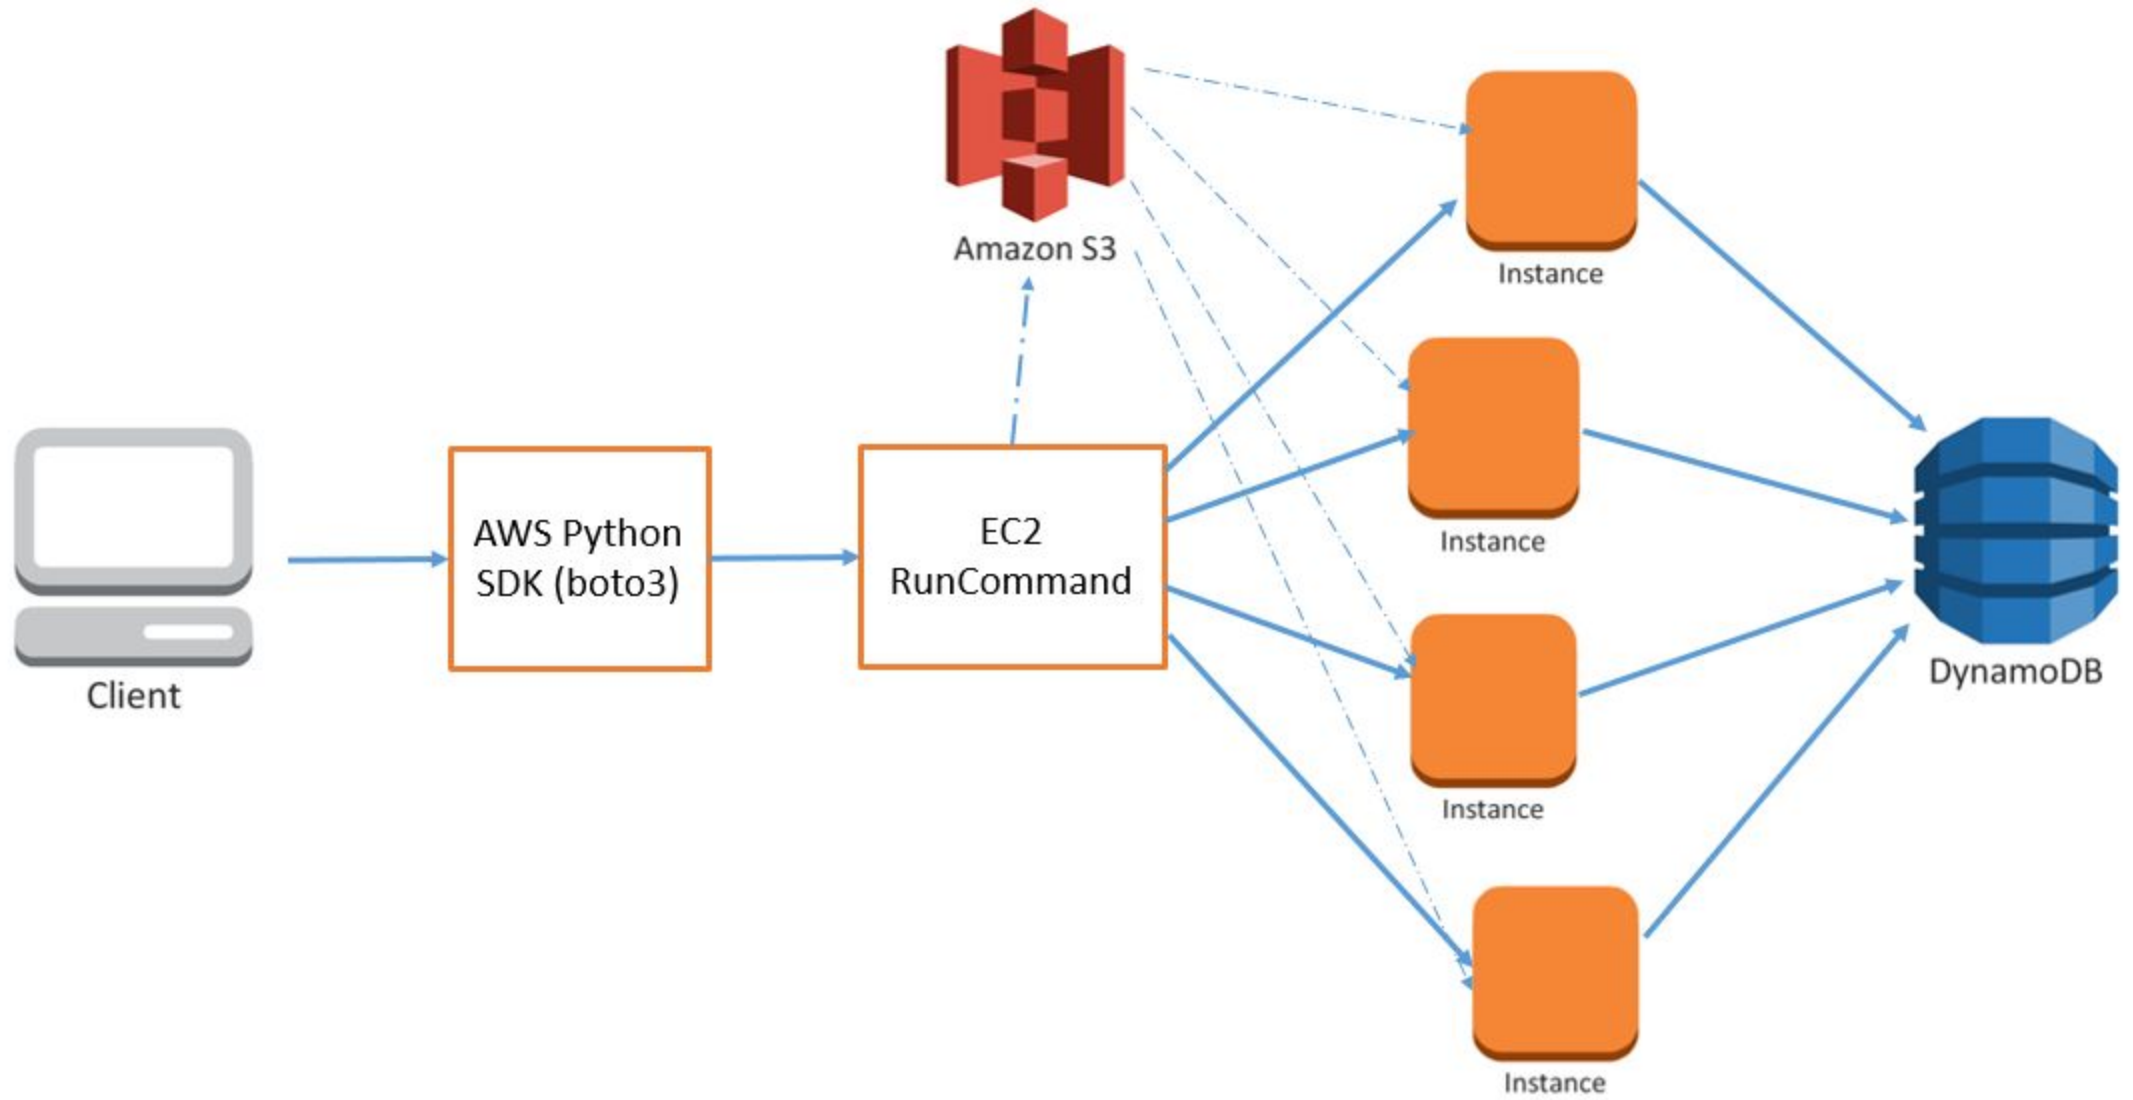 Amazon S3
Instance
Client
AWS Python
SDK (boto3)
EC2
RunCommand
Instance
DynamoDB
Instance
Instance